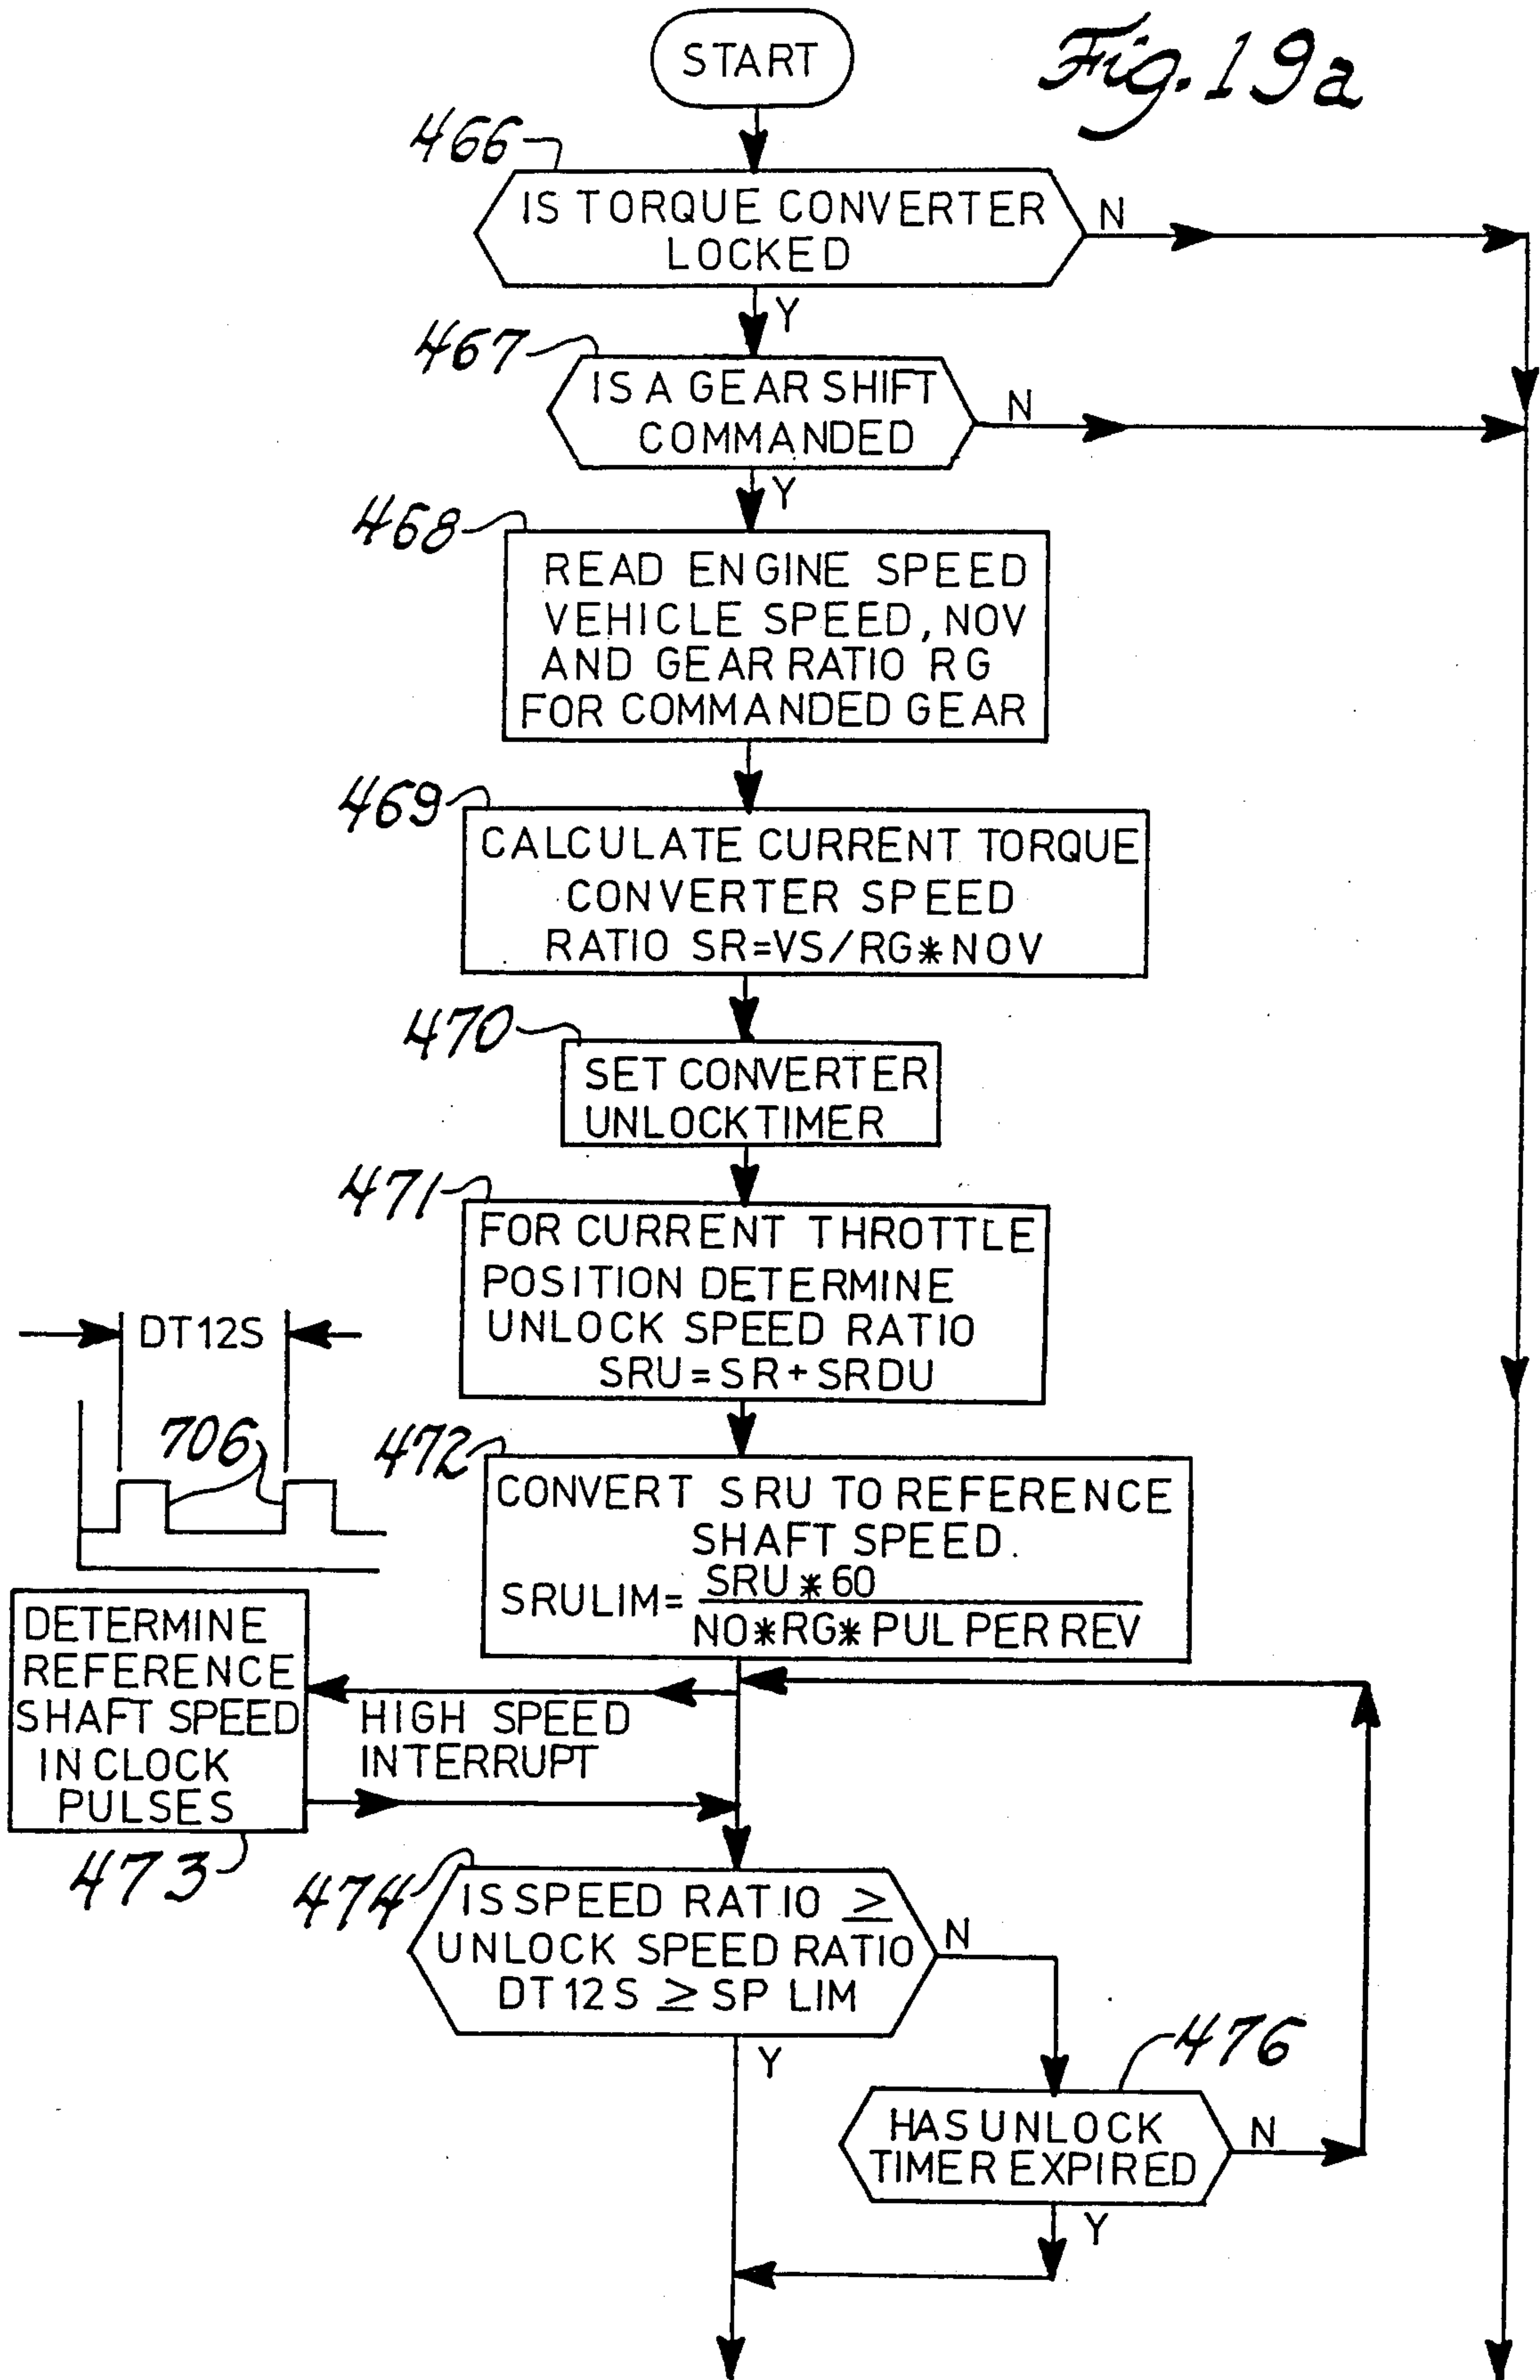 START
Fig. 19a
466
IS TORQUE CONVERTER
LOCKED
N
Y
467
IS A GEAR SHIFT
COMMANDED
N
Y
468
READ ENGINE SPEED
VEHICLE SPEED, NOV
AND GEAR RATIO RG
FOR COMMANDED GEAR
469
CALCULATE CURRENT TORQUE
CONVERTER SPEED
RATIO SR=VS/RG*NOV
470
SET CONVERTER
UNLOCK TIMER
471
FOR CURRENT THROTTLE
POSITION DETERMINE
UNLOCK SPEED RATIO
SRU=SR+SRDU
DT12S
706
472
CONVERT SRU TO REFERENCE
SHAFT SPEED.
SRULIM= SRU*60
NO*RG*PUL PER REV
DETERMINE
REFERENCE
SHAFT SPEED
IN CLOCK
PULSES
473
HIGH SPEED
INTERRUPT
474
IS SPEED RATIO ≥
UNLOCK SPEED RATIO
DT12S ≥ SP LIM
N
Y
476
HAS UNLOCK
TIMER EXPIRED
N
Y